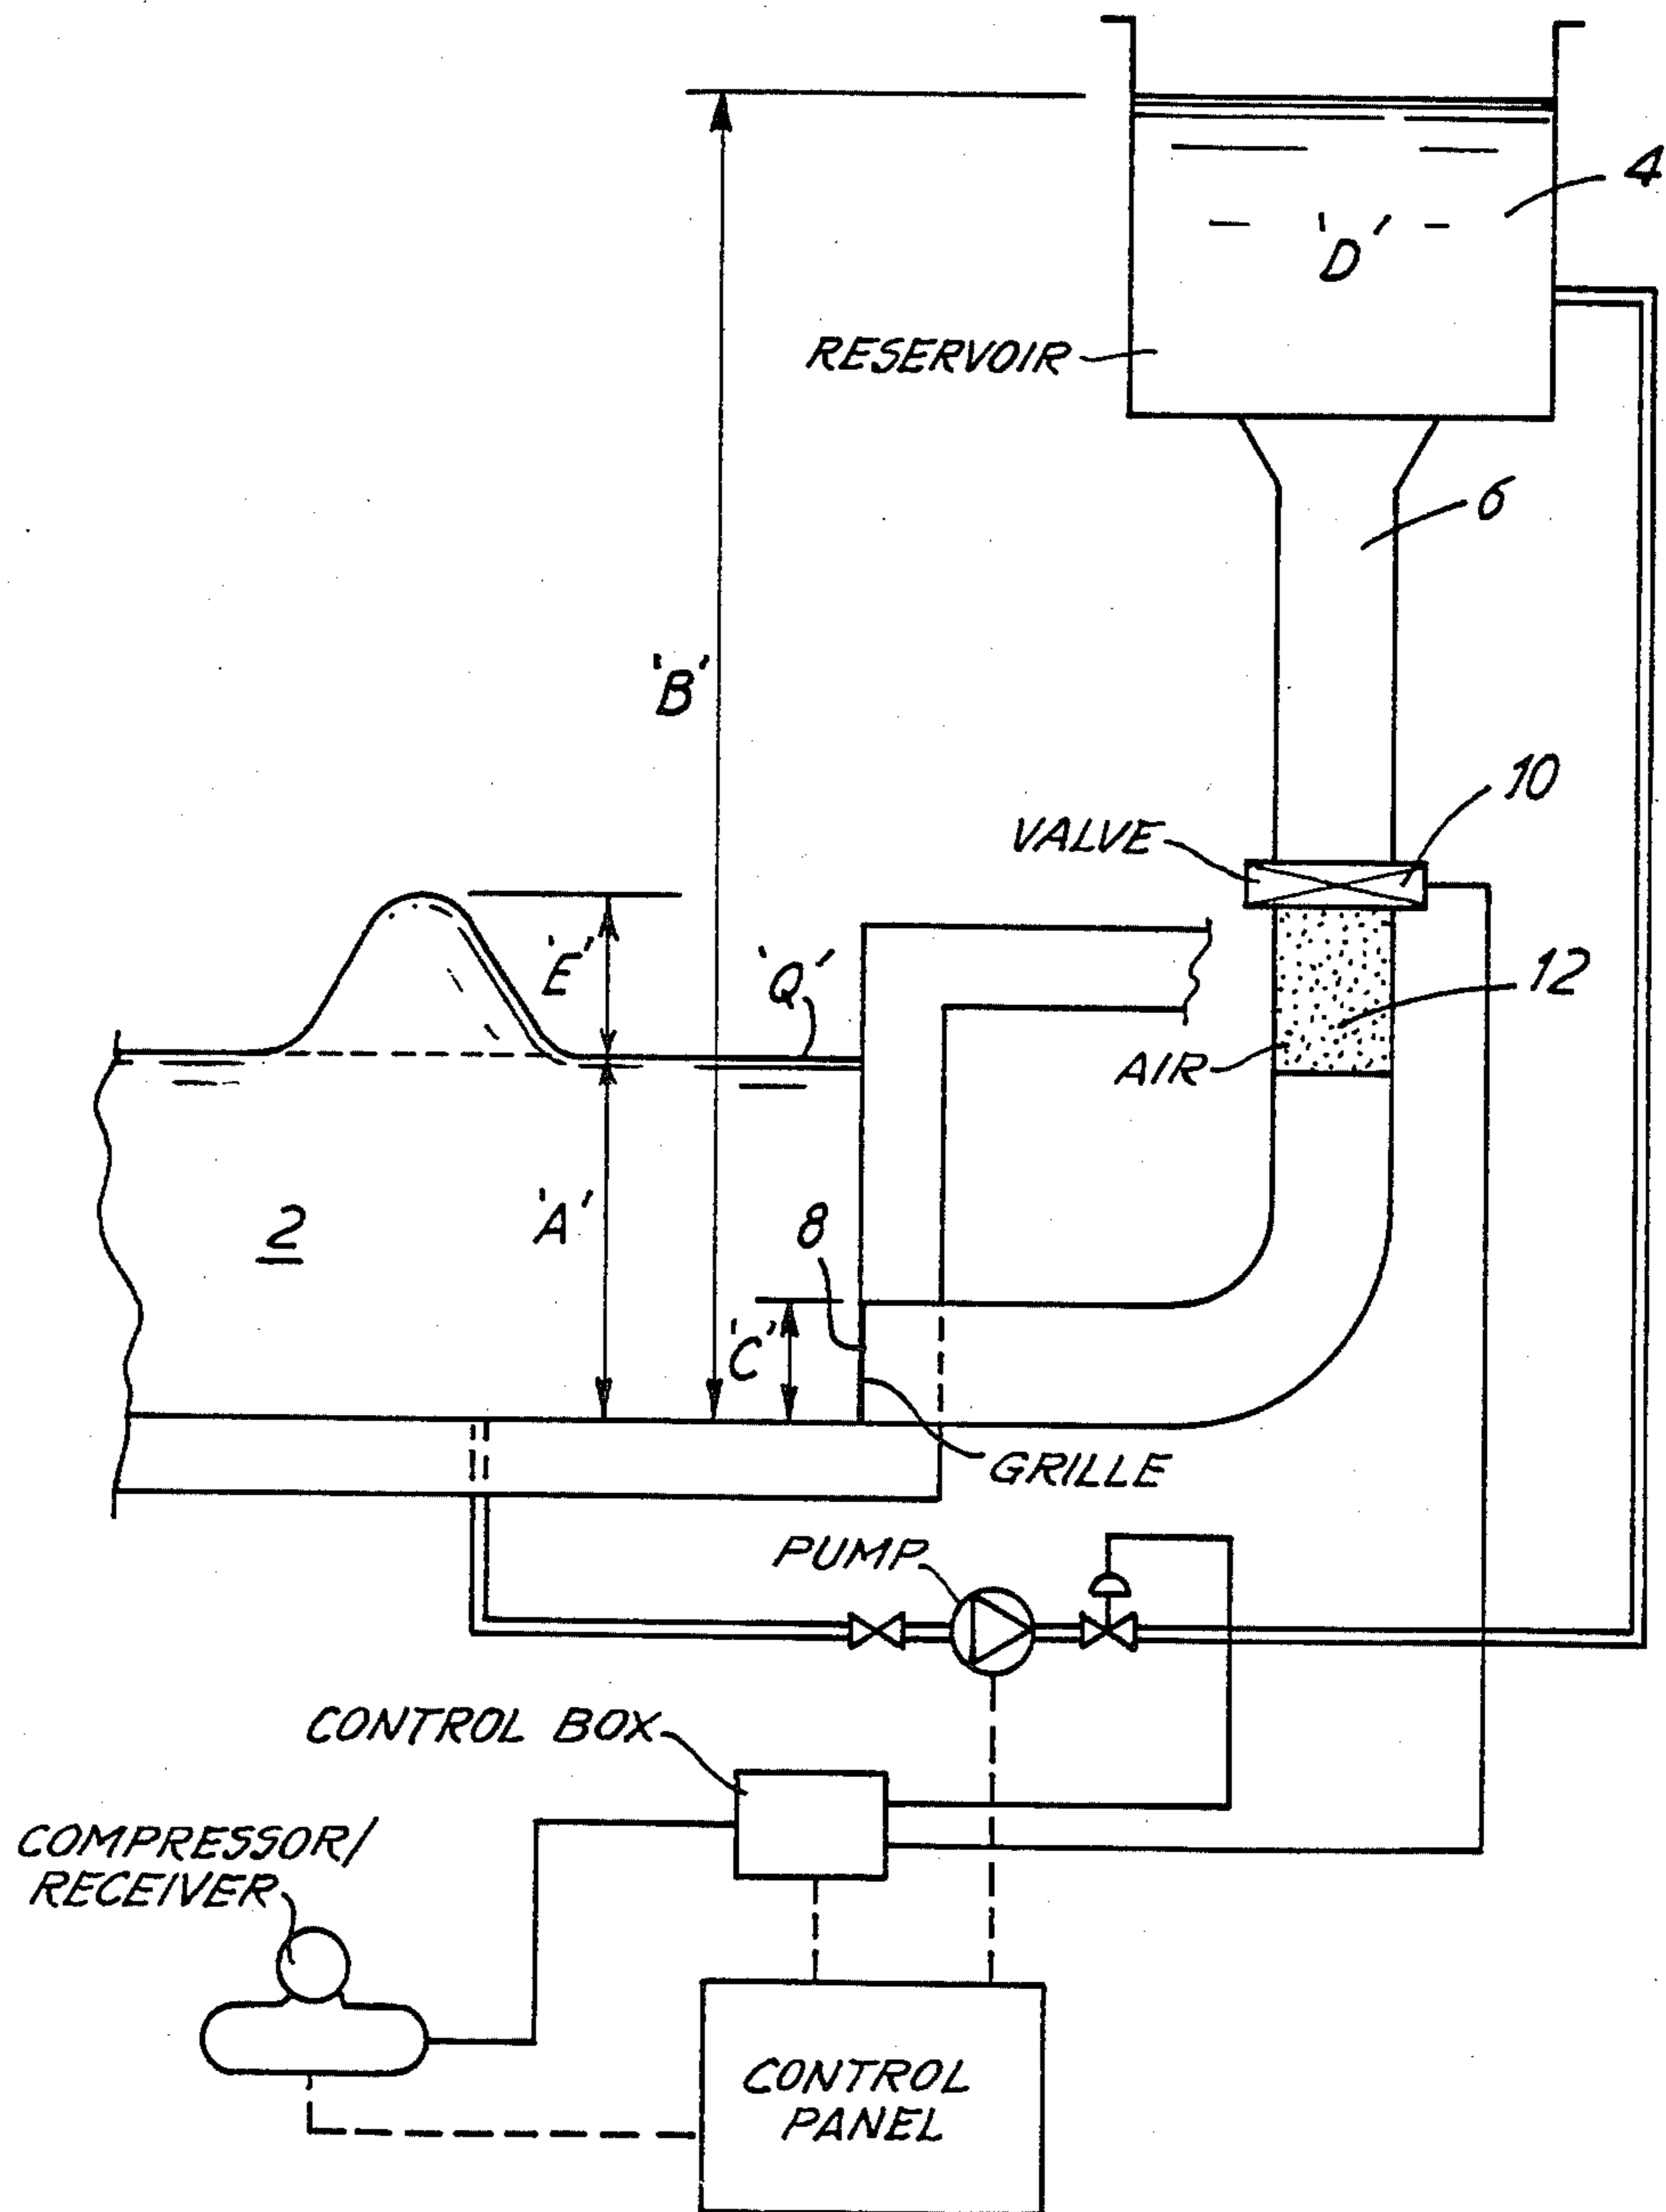 4
'D'
RESERVOIR
6
'B'
10
VALVE
'E'
'Q'
12
AIR
2
'A'
8
'C'
GRILLE
PUMP
CONTROL BOX
COMPRESSOR/
RECEIVER
CONTROL
PANEL